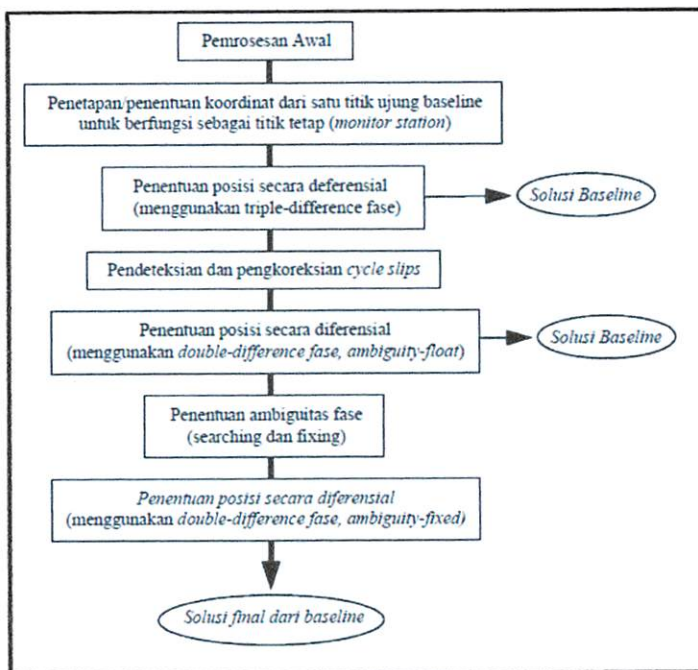 Pemrosesan Awal
Penetapan/penentuan koordinat dari satu titik ujung baseline
untuk berfungsi sebagai titik tetap (monitor station)
Penentuan posisi secara deferensial
(menggunakan triple-difference fase)
Solusi Baseline
Pendeteksian dan pengkoreksian cycle slips
Penentuan posisi secara diferensial
(menggunakan double-difference fase, ambiguity-float)
Solusi Baseline
Penentuan ambiguitas fase
(searching dan fixing)
Penentuan posisi secara diferensial
(menggunakan double-difference fase, ambiguity-fixed)
Solusi final dari baseline